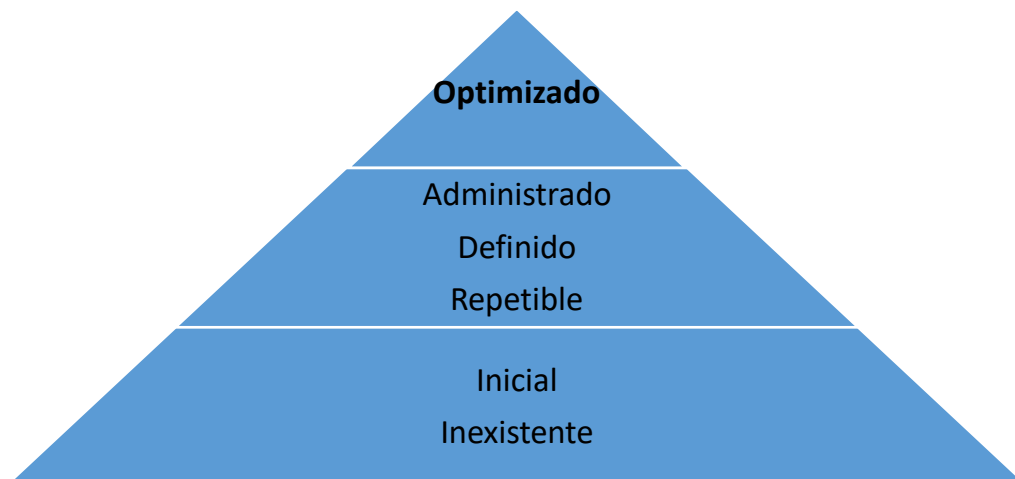 Optimizado
Administrado
Definido
Repetible
Inicial
Inexistente